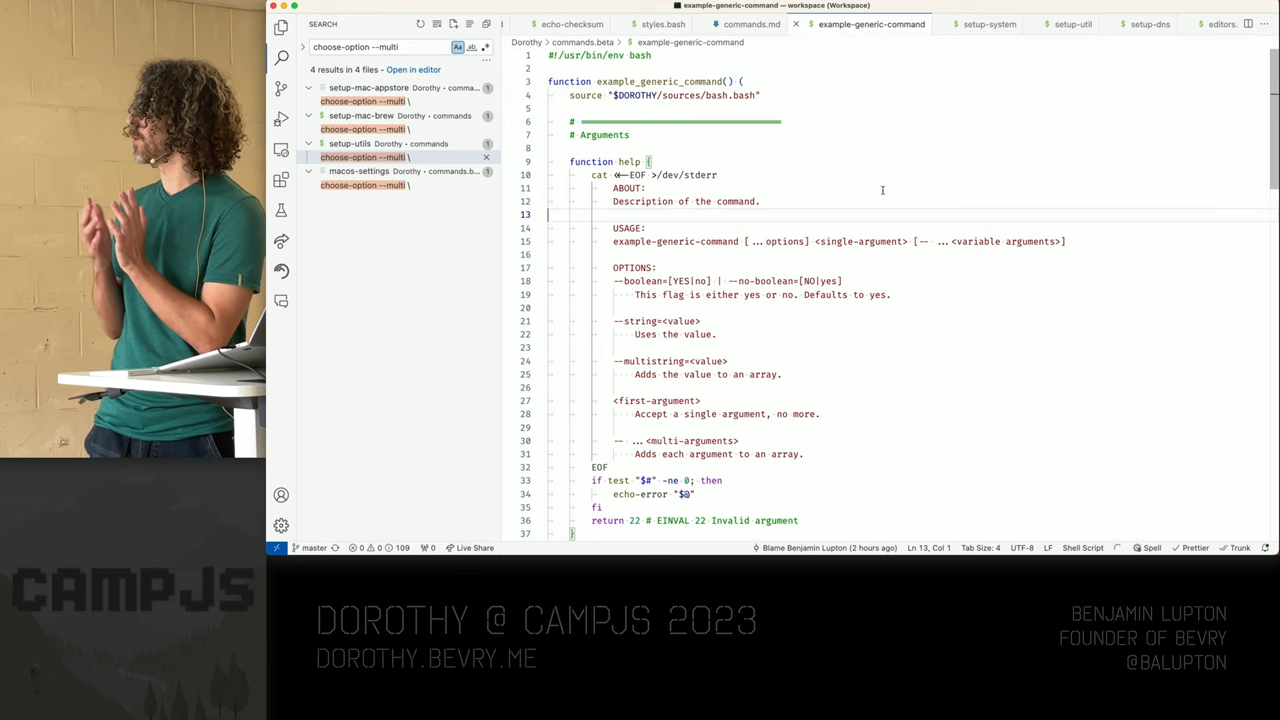 example-generic-command — workspace (Workspace)
SEARCH
choose-option --multi
Aa
ab
4 results in 4 files - Open in editor
setup-mac-appstore Dorothy • comma... 1
choose-option --multi \
setup-mac-brew Dorothy • commands 1
choose-option --multi \
setup-utils Dorothy • commands 1
choose-option --multi \
macos-settings Dorothy • commands.b... 1
choose-option --multi \
echo-checksum
styles.bash
commands.md
example-generic-command
setup-system
setup-util
setup-dns
editors.
Dorothy > commands.beta > example-generic-command
1 #!/usr/bin/env bash
2
3 function example_generic_command() (
4 source "$DOROTHY/sources/bash.bash"
5
6 #
7 # Arguments
8
9 function help {
10 cat <<-EOF >/dev/stderr
11 ABOUT:
12 Description of the command.
13
14 USAGE:
15 example-generic-command [...options] <single-argument> [-- ...<variable arguments>]
16
17 OPTIONS:
18 --boolean=[YES|no] | --no-boolean=[NO|yes]
19 This flag is either yes or no. Defaults to yes.
20
21 --string=<value>
22 Uses the value.
23
24 --multistring=<value>
25 Adds the value to an array.
26
27 <first-argument>
28 Accept a single argument, no more.
29
30 -- ...<multi-arguments>
31 Adds each argument to an array.
32 EOF
33 if test "$#" -ne 0; then
34 echo-error "$@"
35 fi
36 return 22 # EINVAL 22 Invalid argument
37 }
master 0 0 109 0 Live Share Blame Benjamin Lupton (2 hours ago) Ln 13, Col 1 Tab Size: 4 UTF-8 LF Shell Script Spell Prettier Trunk
CAMPJS
DOROTHY @ CAMPJS 2023
DOROTHY.BEVRY.ME
BENJAMIN LUPTON
FOUNDER OF BEVRY
@BALUPTON